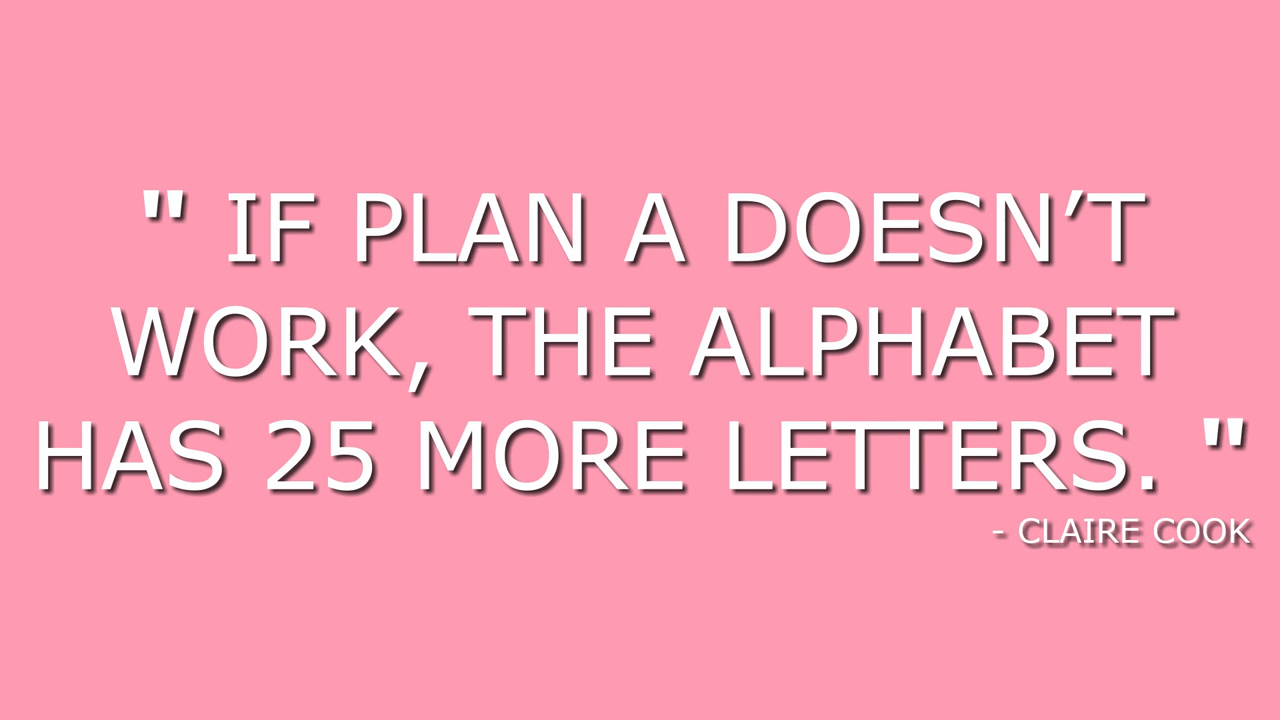 " IF PLAN A DOESN’T
WORK, THE ALPHABET
HAS 25 MORE LETTERS. "
- CLAIRE COOK